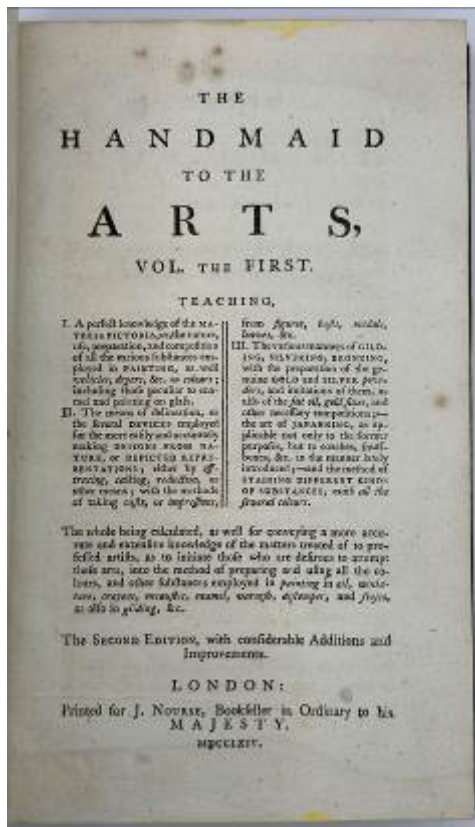 THE
HANDMAID
TO THE
ARTS,
VOL. THE FIRST.
TEACHING,
I. A perfect knowledge of the MA-
TERIA PICTORIA, or, the nature,
use, preparation, and composition
of all the various substances em-
ployed in PAINTING, as well
vehicles, dryers, &c. as colours;
including those peculiar to ena-
mel and painting on glass.
II. The means of delineation, or
the several DEVICES employed
for the more easily and accurately
making DESIGNS FROM NA-
TURE, or DEPICTED REPRE-
SENTATIONS; either by off-
tracing, calking, reduction, or
other means; with the methods
of taking casts, or impressions,
from figures, busts, medals,
leaves, &c.
III. The various manners of GILD-
ING, SILVERING, BRONZING,
with the preparation of the ge-
nuine GOLD and SILVER pow-
ders, and imitations of them, as
also of the fat oil, gold sizes, and
other necessary compositions;—
the art of JAPANNING, as ap-
plicable not only to the former
purposes, but to coaches, snuff-
boxes, &c. in the manner lately
introduced;—and the method of
STAINING DIFFERENT KINDS
OF SUBSTANCES, with all the
several colours.
The whole being calculated, as well for conveying a more accu-
rate and extensive knowledge of the matters treated of to pro-
fessed artists, as to initiate those who are desirous to attempt
these arts, into the method of preparing and using all the co-
lours, and other substances employed in painting in oil, minia-
ture, crayons, encaustic, enamel, varnish, distemper, and fresco,
as also in gilding, &c.
The SECOND EDITION, with considerable Additions and
Improvements.
LONDON:
Printed for J. NOURSE, Bookseller in Ordinary to his
MAJESTY.
MDCCLXIV.